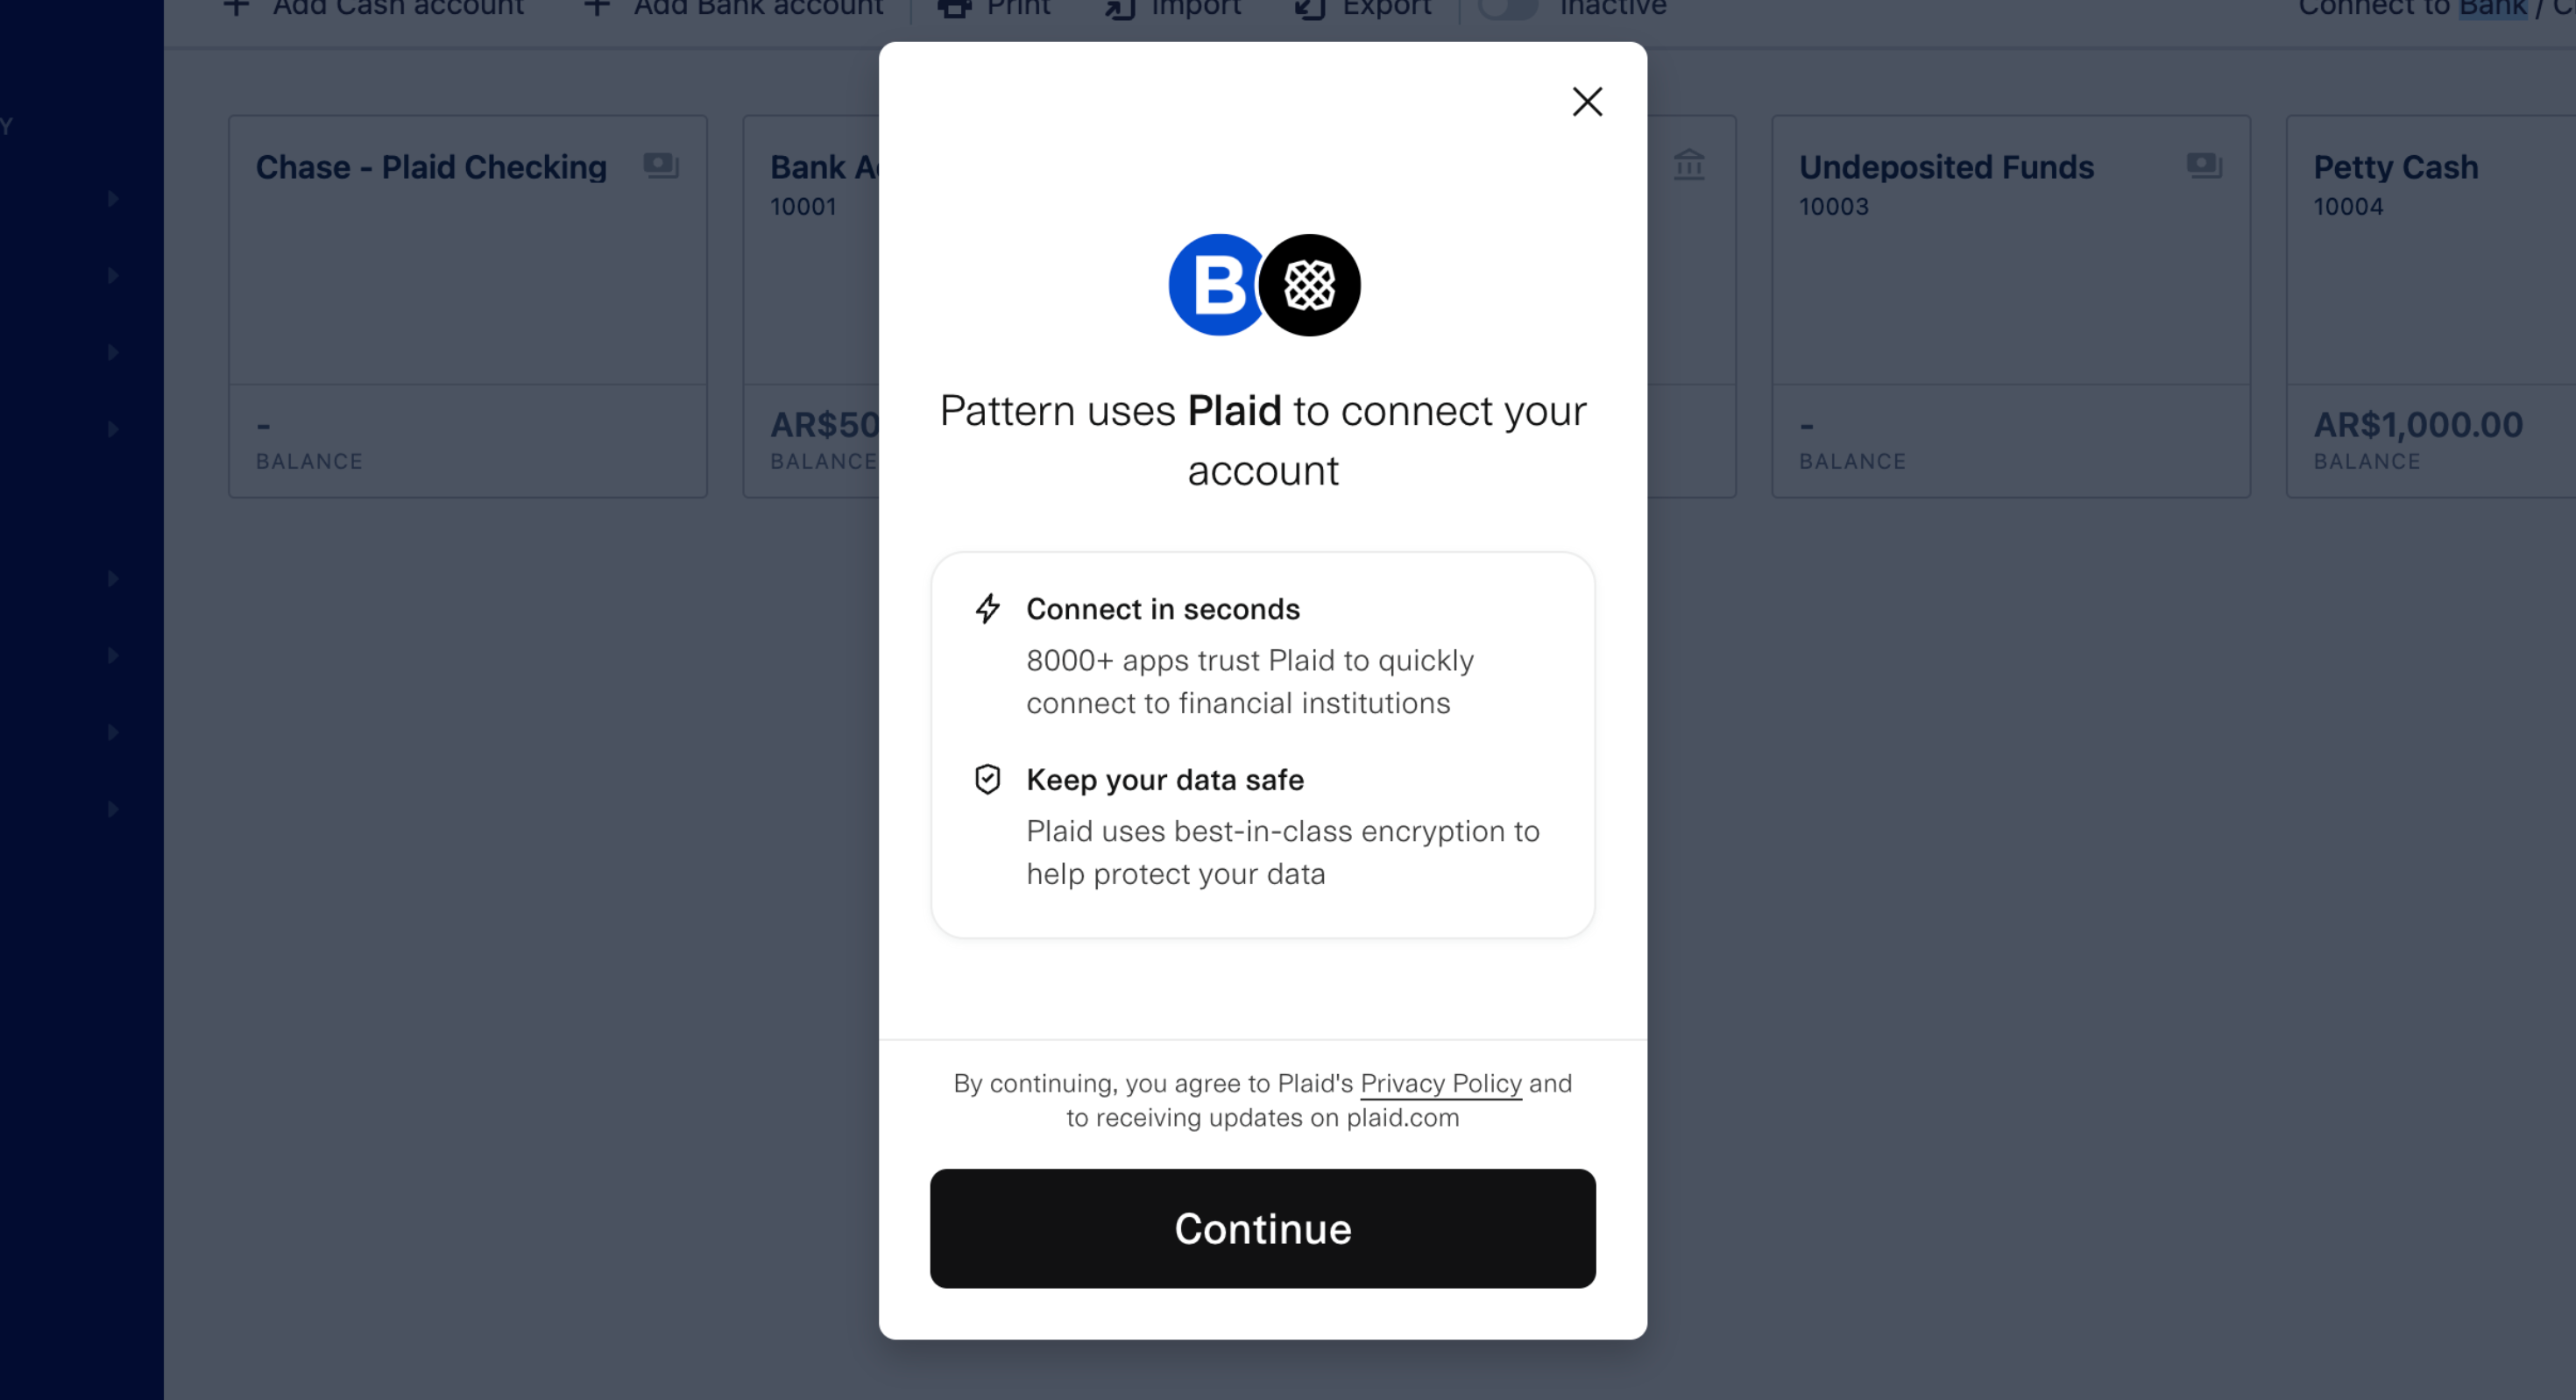 Add Cash account
Add Bank account
Print
Import
Export
Inactive
Connect to Bank / C
Y
Chase - Plaid Checking
Bank A
10001
Undeposited Funds
10003
Petty Cash
10004
-
BALANCE
AR$50
BALANCE
-
BALANCE
AR$1,000.00
BALANCE
B
Pattern uses Plaid to connect your
account
Connect in seconds
8000+ apps trust Plaid to quickly
connect to financial institutions
Keep your data safe
Plaid uses best-in-class encryption to
help protect your data
By continuing, you agree to Plaid's Privacy Policy and
to receiving updates on plaid.com
Continue